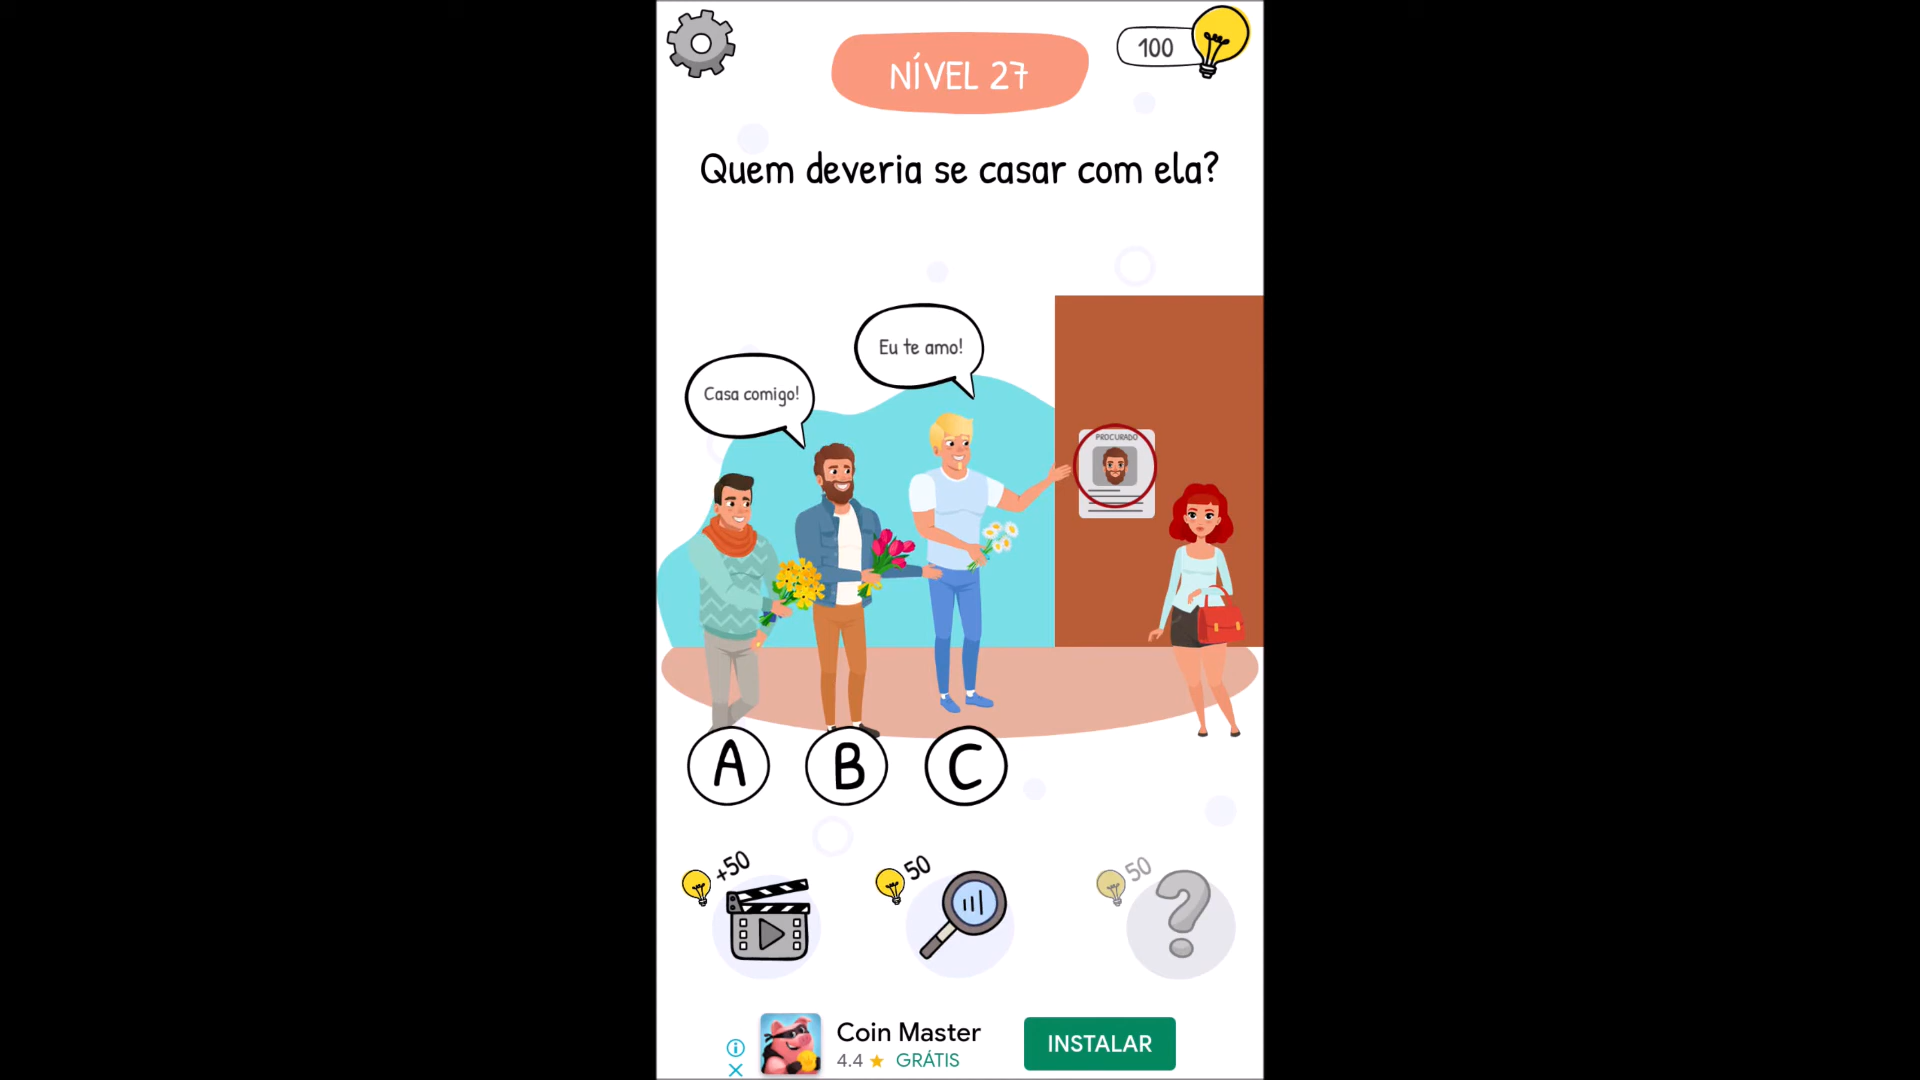 100
NÍVEL 27
Quem deveria se casar com ela?
Eu te amo!
Casa comigo!
PROCURADO
A
B
C
+50
50
50
?
Coin Master
4.4 ★ GRÁTIS
INSTALAR